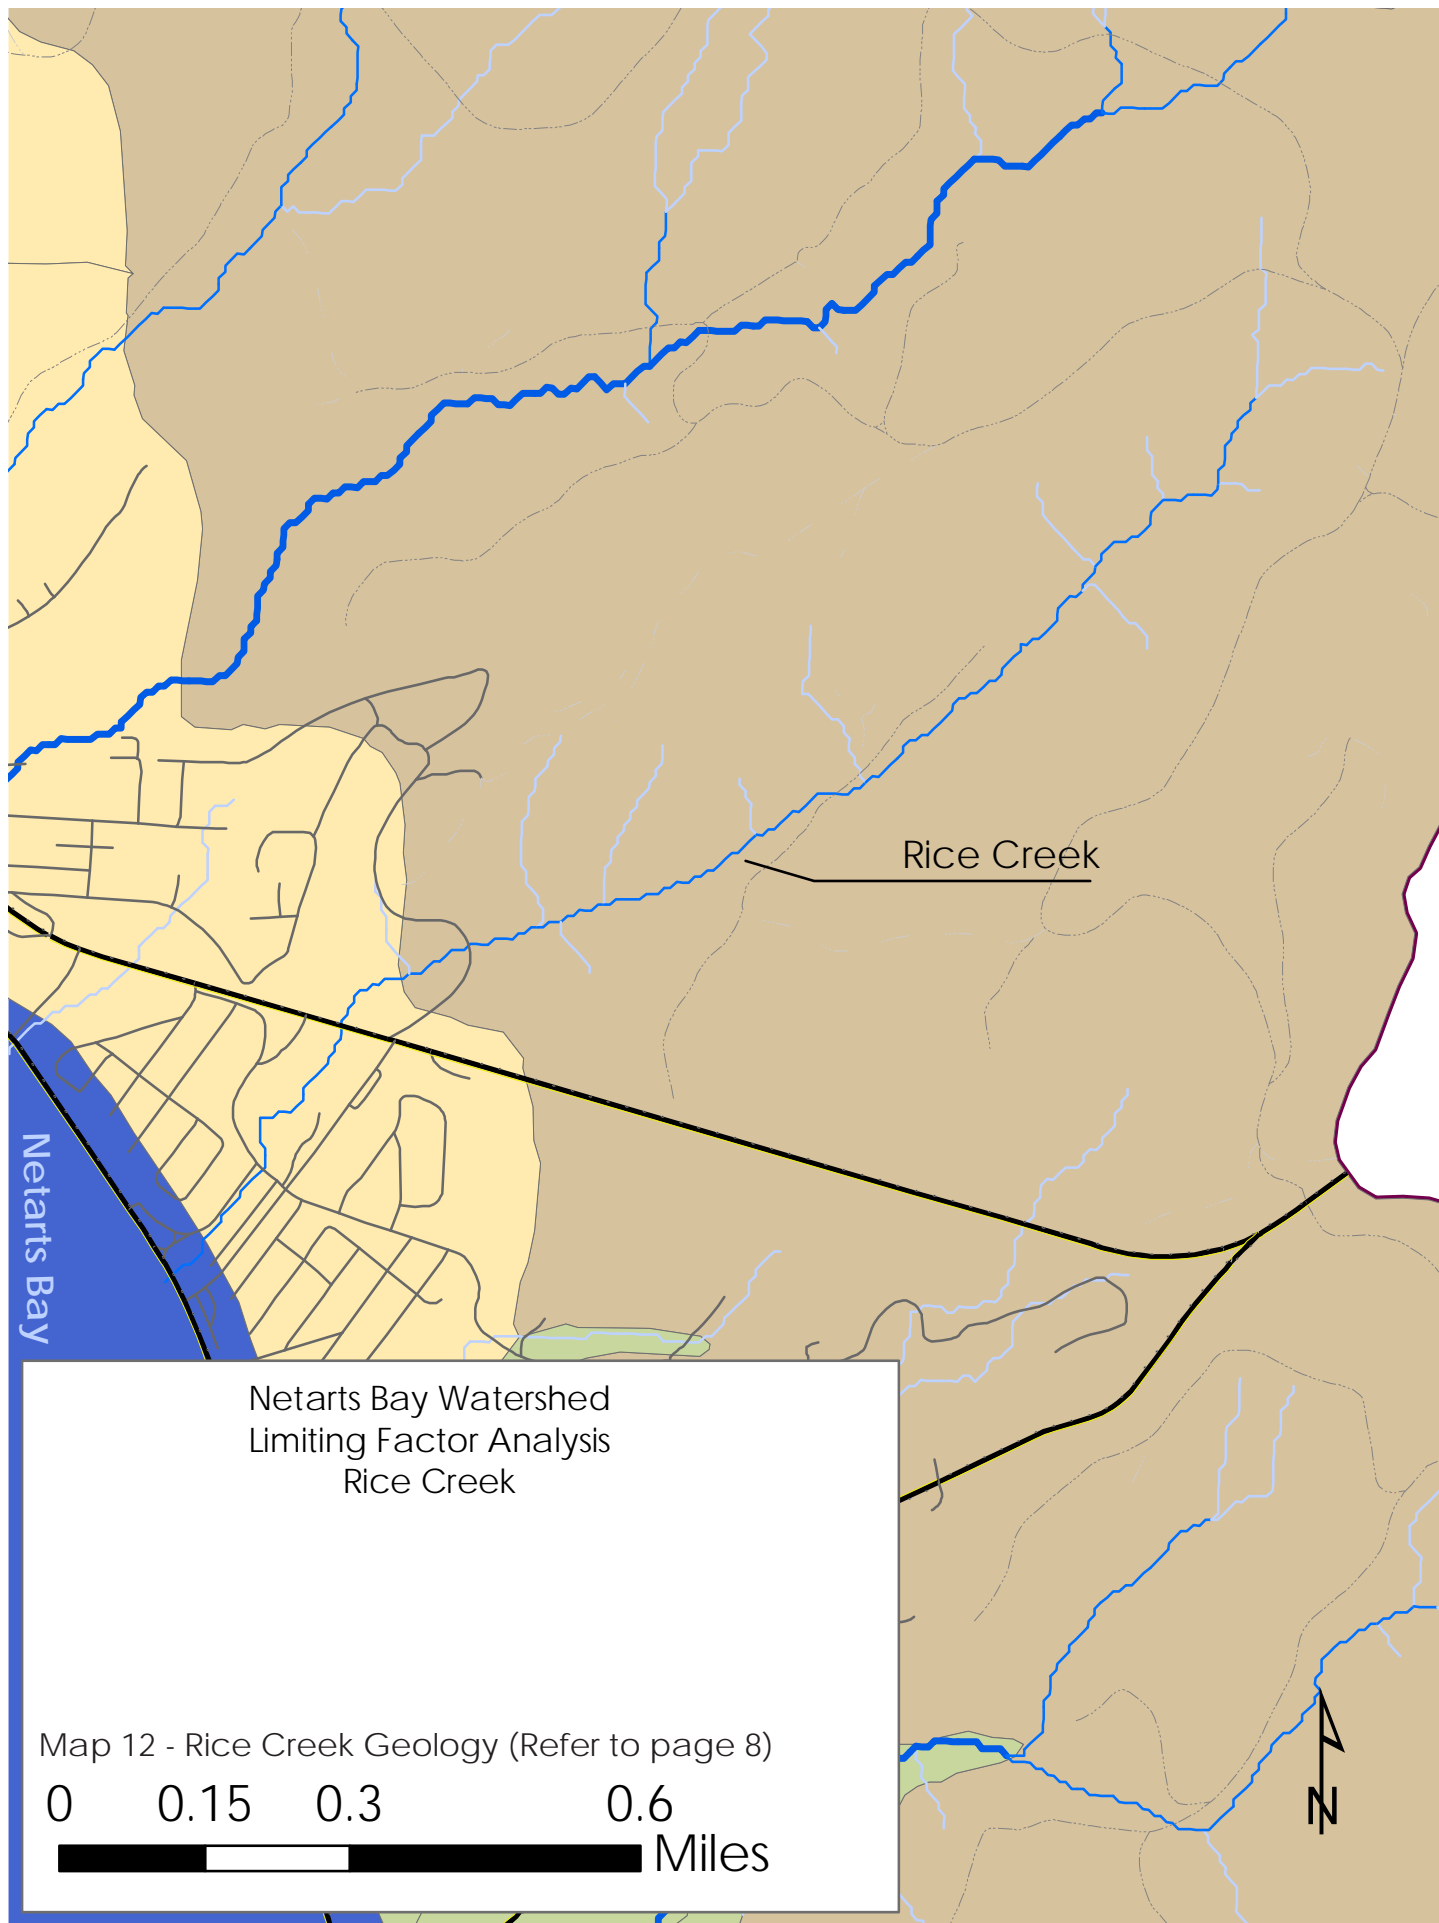 Rice Creek
Netarts Bay
Netarts Bay Watershed
Limiting Factor Analysis
Rice Creek
Map 12 - Rice Creek Geology (Refer to page 8)
0 0.15 0.3 0.6
Miles
N